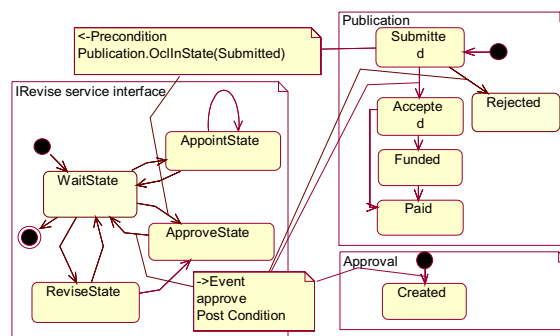 <-Precondition
Publication.OclInState(Submitted)
Publication
Submitte
d
Rejected
Accepte
d
Funded
Paid
IRevise service interface
AppointState
WaitState
ApproveState
ReviseState
->Event
approve
Post Condition
Approval
Created